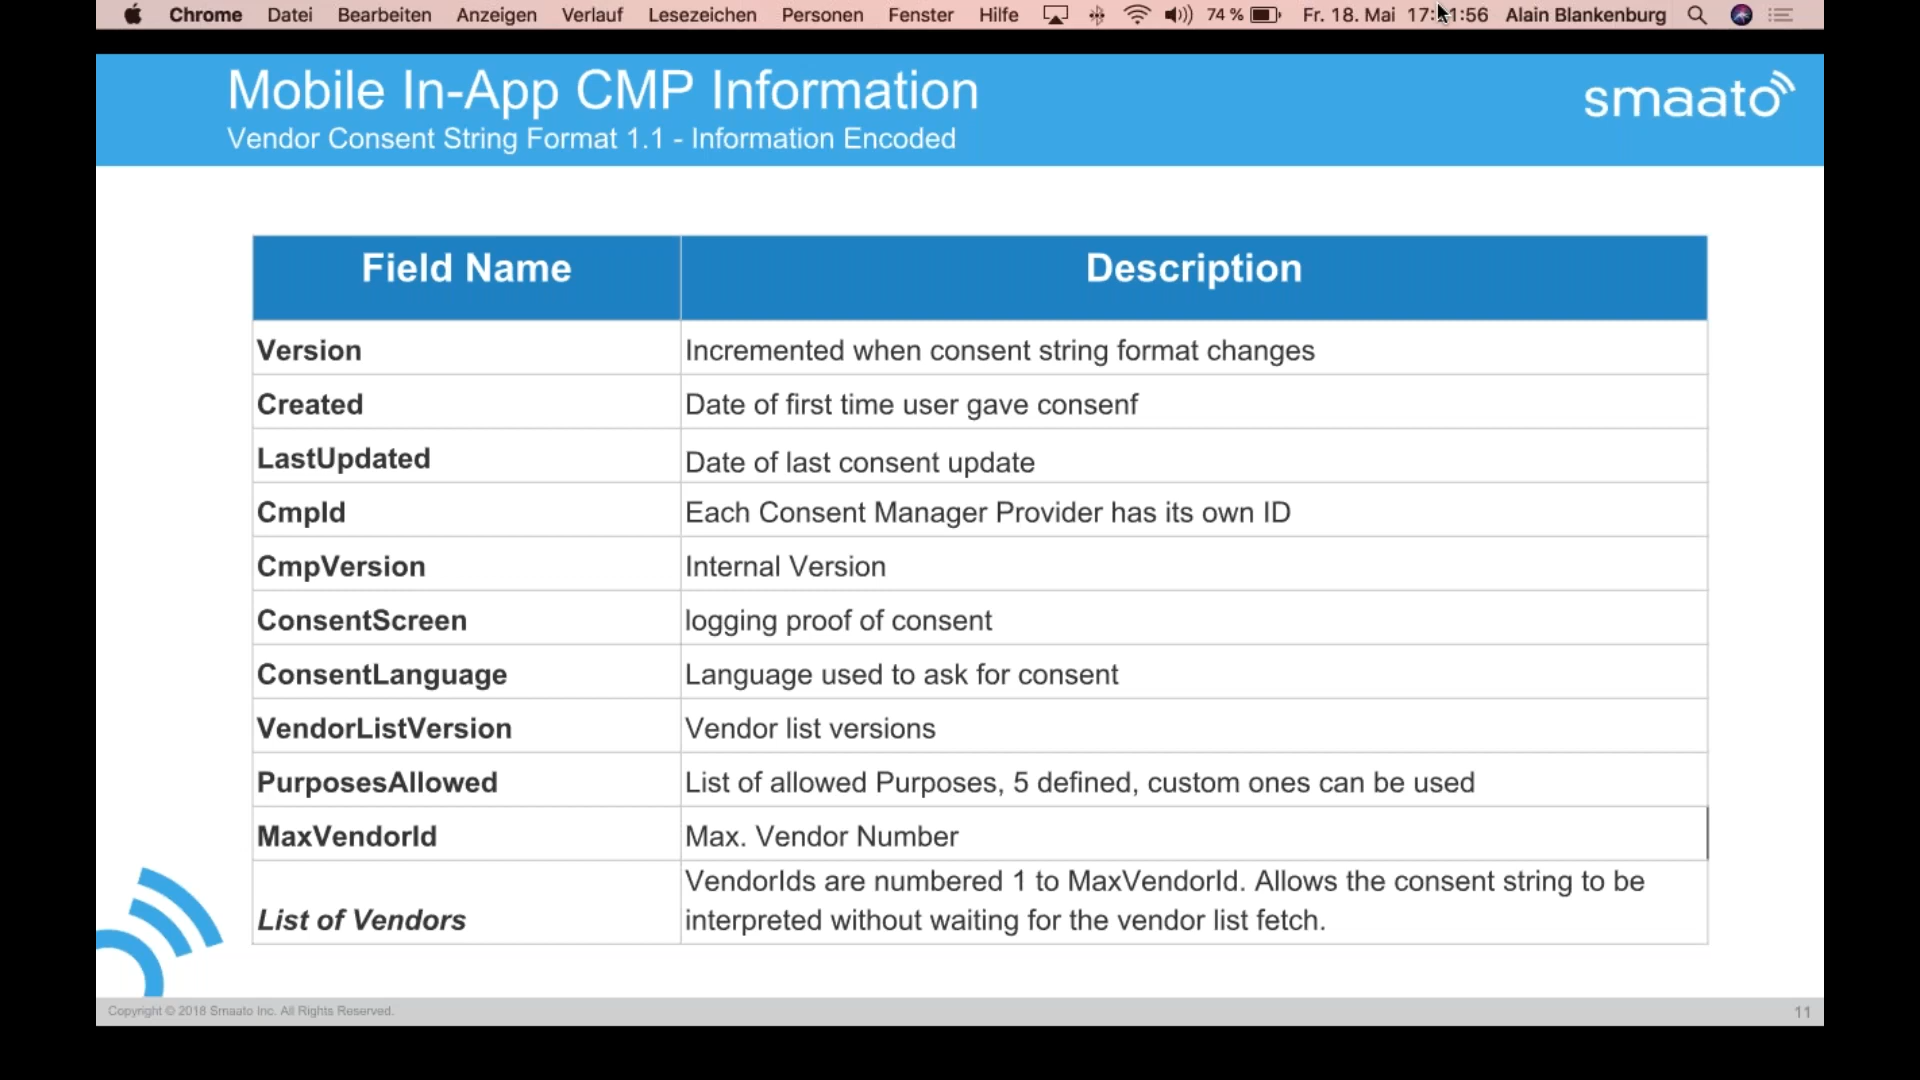 Chrome Datei Bearbeiten Anzeigen Verlauf Lesezeichen Personen Fenster Hilfe 74 % Fr. 18. Mai Alain Blankenburg
Mobile In-App CMP Information
smaato
Vendor Consent String Format 1.1 - Information Encoded
Field Name Description
Version Incremented when consent string format changes
Created Date of first time user gave consenf
LastUpdated Date of last consent update
CmpId Each Consent Manager Provider has its own ID
CmpVersion Internal Version
ConsentScreen logging proof of consent
ConsentLanguage Language used to ask for consent
VendorListVersion Vendor list versions
PurposesAllowed List of allowed Purposes, 5 defined, custom ones can be used
MaxVendorId Max. Vendor Number
List of Vendors VendorIds are numbered 1 to MaxVendorId. Allows the consent string to be
interpreted without waiting for the vendor list fetch.
Copyright © 2018 Smaato Inc. All Rights Reserved. 11